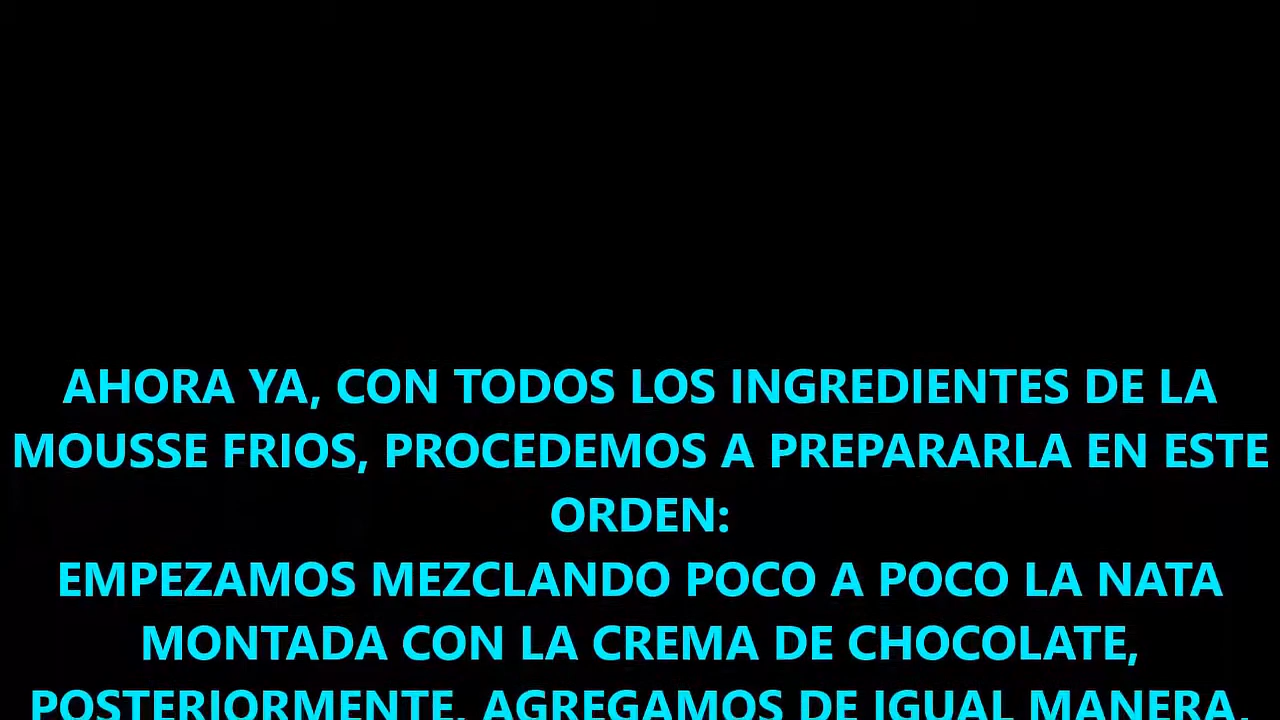 AHORA YA, CON TODOS LOS INGREDIENTES DE LA
MOUSSE FRIOS, PROCEDEMOS A PREPARARLA EN ESTE
ORDEN:
EMPEZAMOS MEZCLANDO POCO A POCO LA NATA
MONTADA CON LA CREMA DE CHOCOLATE,
POSTERIORMENTE, AGREGAMOS DE IGUAL MANERA,